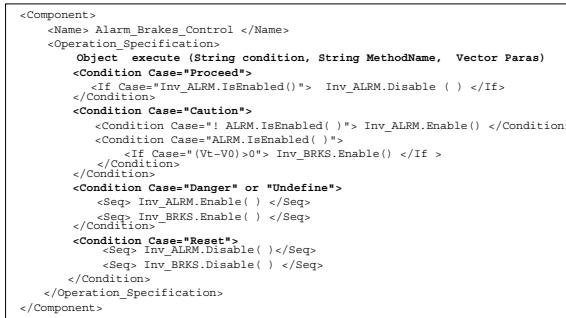 <Component>
<Name> Alarm_Brakes_Control </Name>
<Operation_Specification>
Object execute (String condition, String MethodName, Vector Paras)
<Condition Case="Proceed">
<If Case="Inv_ALRM.IsEnabled()"> Inv_ALRM.Disable ( ) </If>
</Condition>
<Condition Case="Caution">
<Condition Case="! ALRM.IsEnabled( )"> Inv_ALRM.Enable() </Condition>
<Condition Case="ALRM.IsEnabled( )">
<If Case="(Vt-V0)>0"> Inv_BRKS.Enable() </If >
</Condition>
</Condition>
<Condition Case="Danger" or "Undefine">
<Seq> Inv_ALRM.Enable( ) </Seq>
<Seq> Inv_BRKS.Enable( ) </Seq>
</Condition>
<Condition Case="Reset">
<Seq> Inv_ALRM.Disable( )</Seq>
<Seq> Inv_BRKS.Disable( ) </Seq>
</Condition>
</Operation_Specification>
</Component>